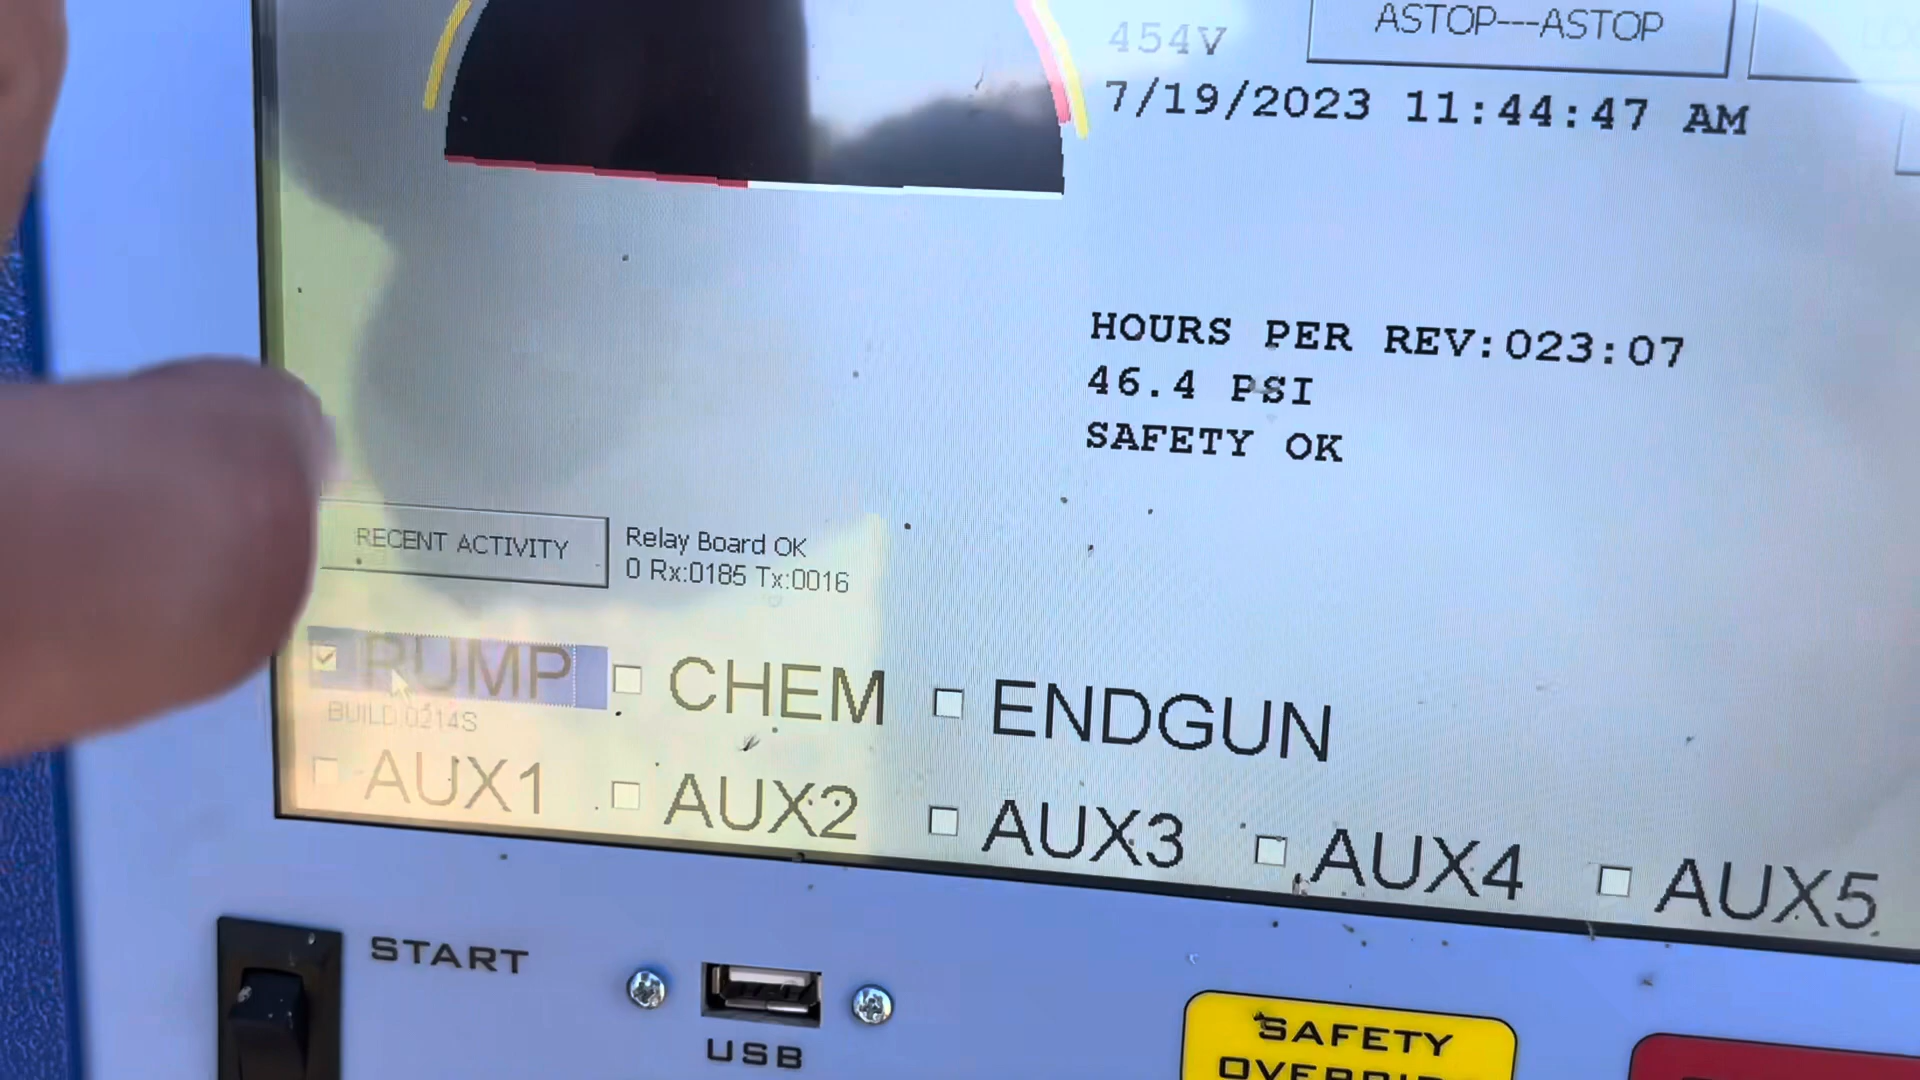 454V
ASTOP---ASTOP
7/19/2023 11:44:47 AM
HOURS PER REV:023:07
46.4 PSI
SAFETY OK
RECENT ACTIVITY
Relay Board OK
0 Rx:0185 Tx:0016
PUMP
CHEM
ENDGUN
BUILD:0214S
AUX1
AUX2
AUX3
AUX4
AUX5
START
USB
SAFETY